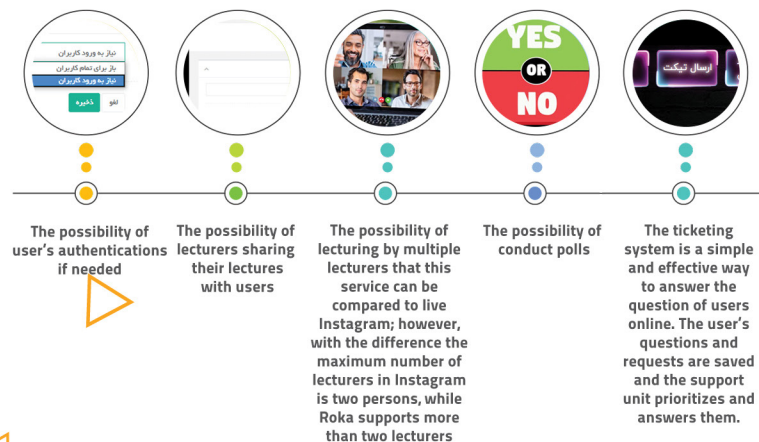 نیاز به ورود کاربران
باز برای تمام کاربران
نیاز به ورود کاربران
لغو
ذخیره
YES
OR
NO
ارسال تیکت
The possibility of
user's authentications
if needed
The possibility of
lecturers sharing
their lectures
with users
The possibility of
lecturing by multiple
lecturers that this
service can be
compared to live
Instagram; however,
with the difference the
maximum number of
lecturers in Instagram
is two persons, while
Roka supports more
than two lecturers
The possibility of
conduct polls
The ticketing
system is a simple
and effective way
to answer the
question of users
online. The user's
questions and
requests are saved
and the support
unit prioritizes and
answers them.